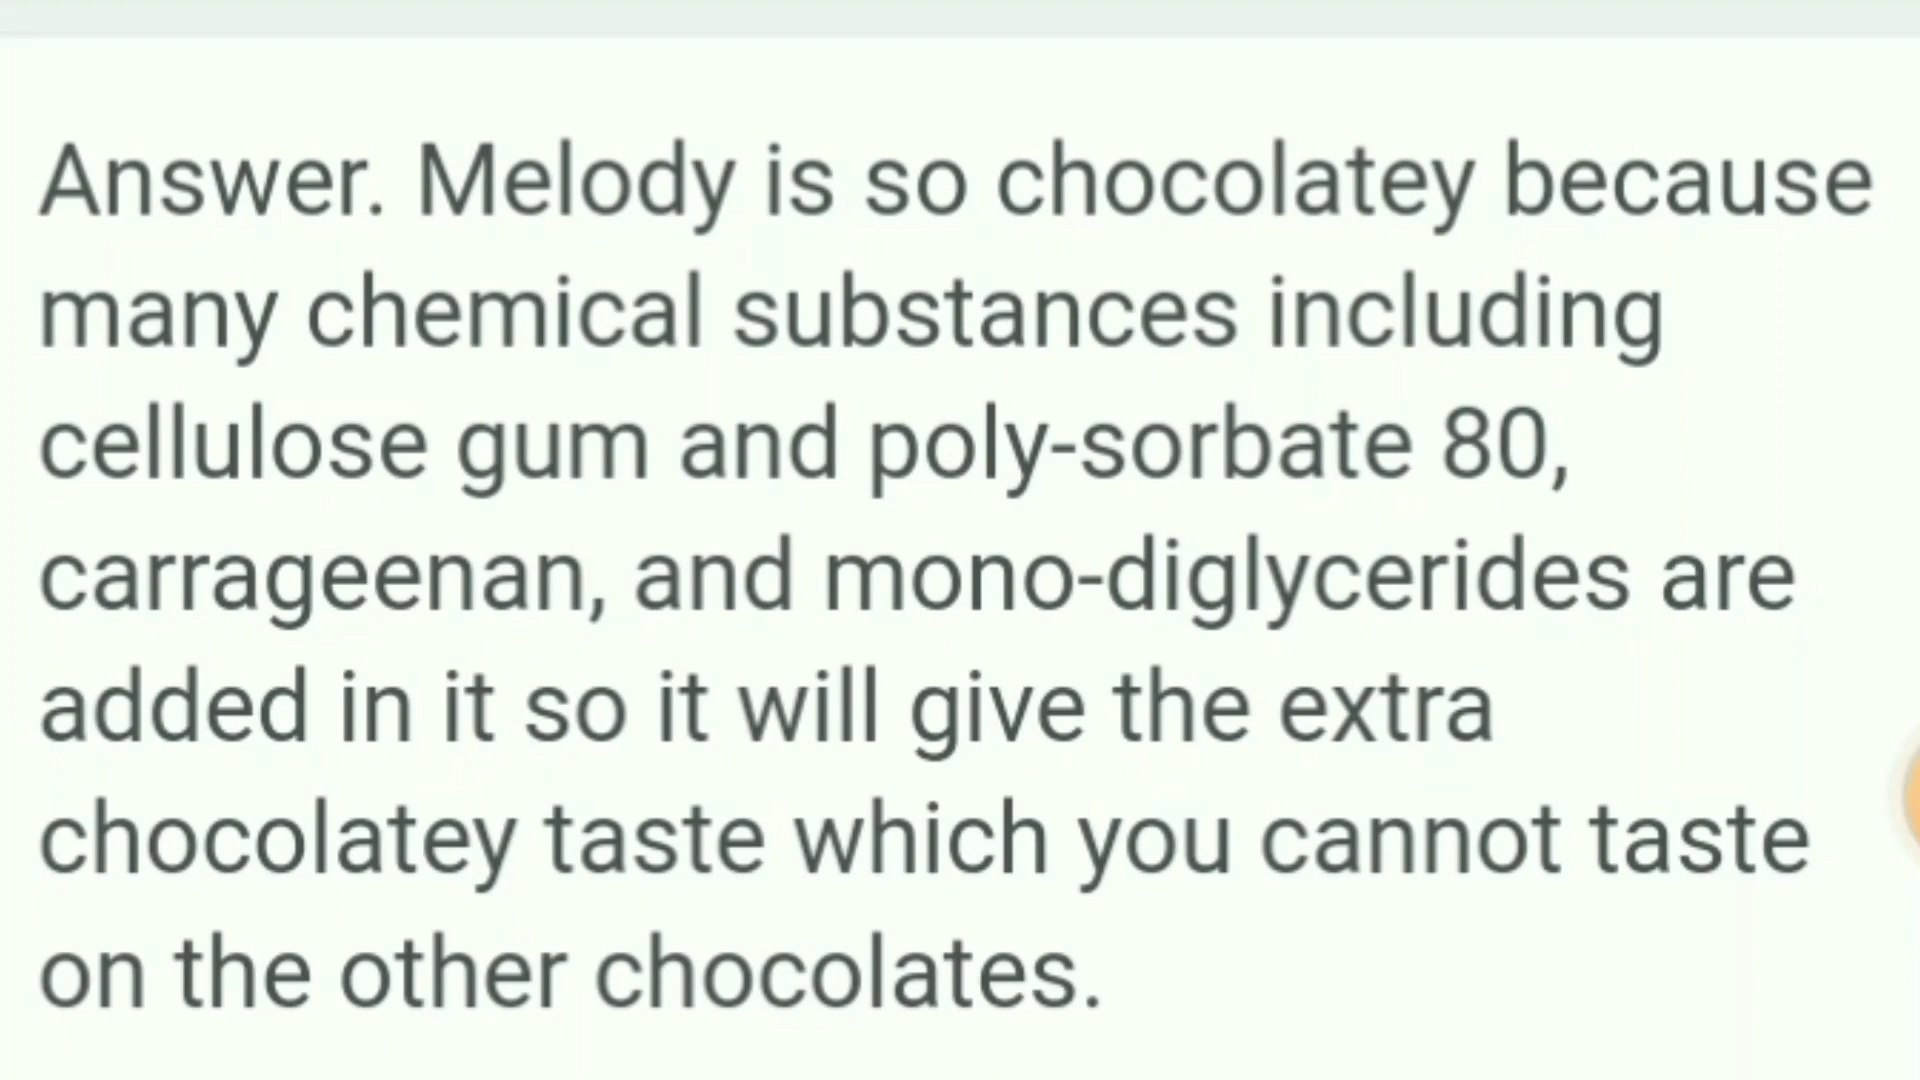 Answer. Melody is so chocolatey because
many chemical substances including
cellulose gum and poly-sorbate 80,
carrageenan, and mono-diglycerides are
added in it so it will give the extra
chocolatey taste which you cannot taste
on the other chocolates.